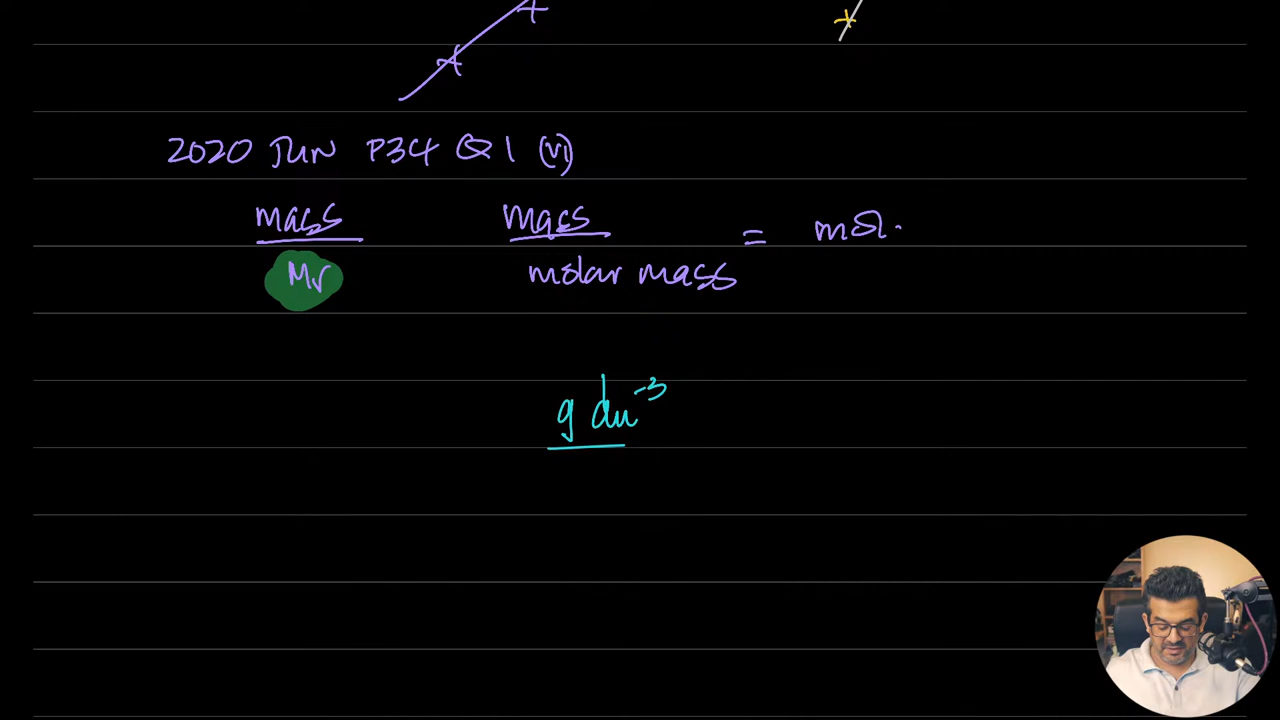 2020 JUN P34 Q1 (vi)
mass mass = mol.
Mr molar mass
g dm⁻³